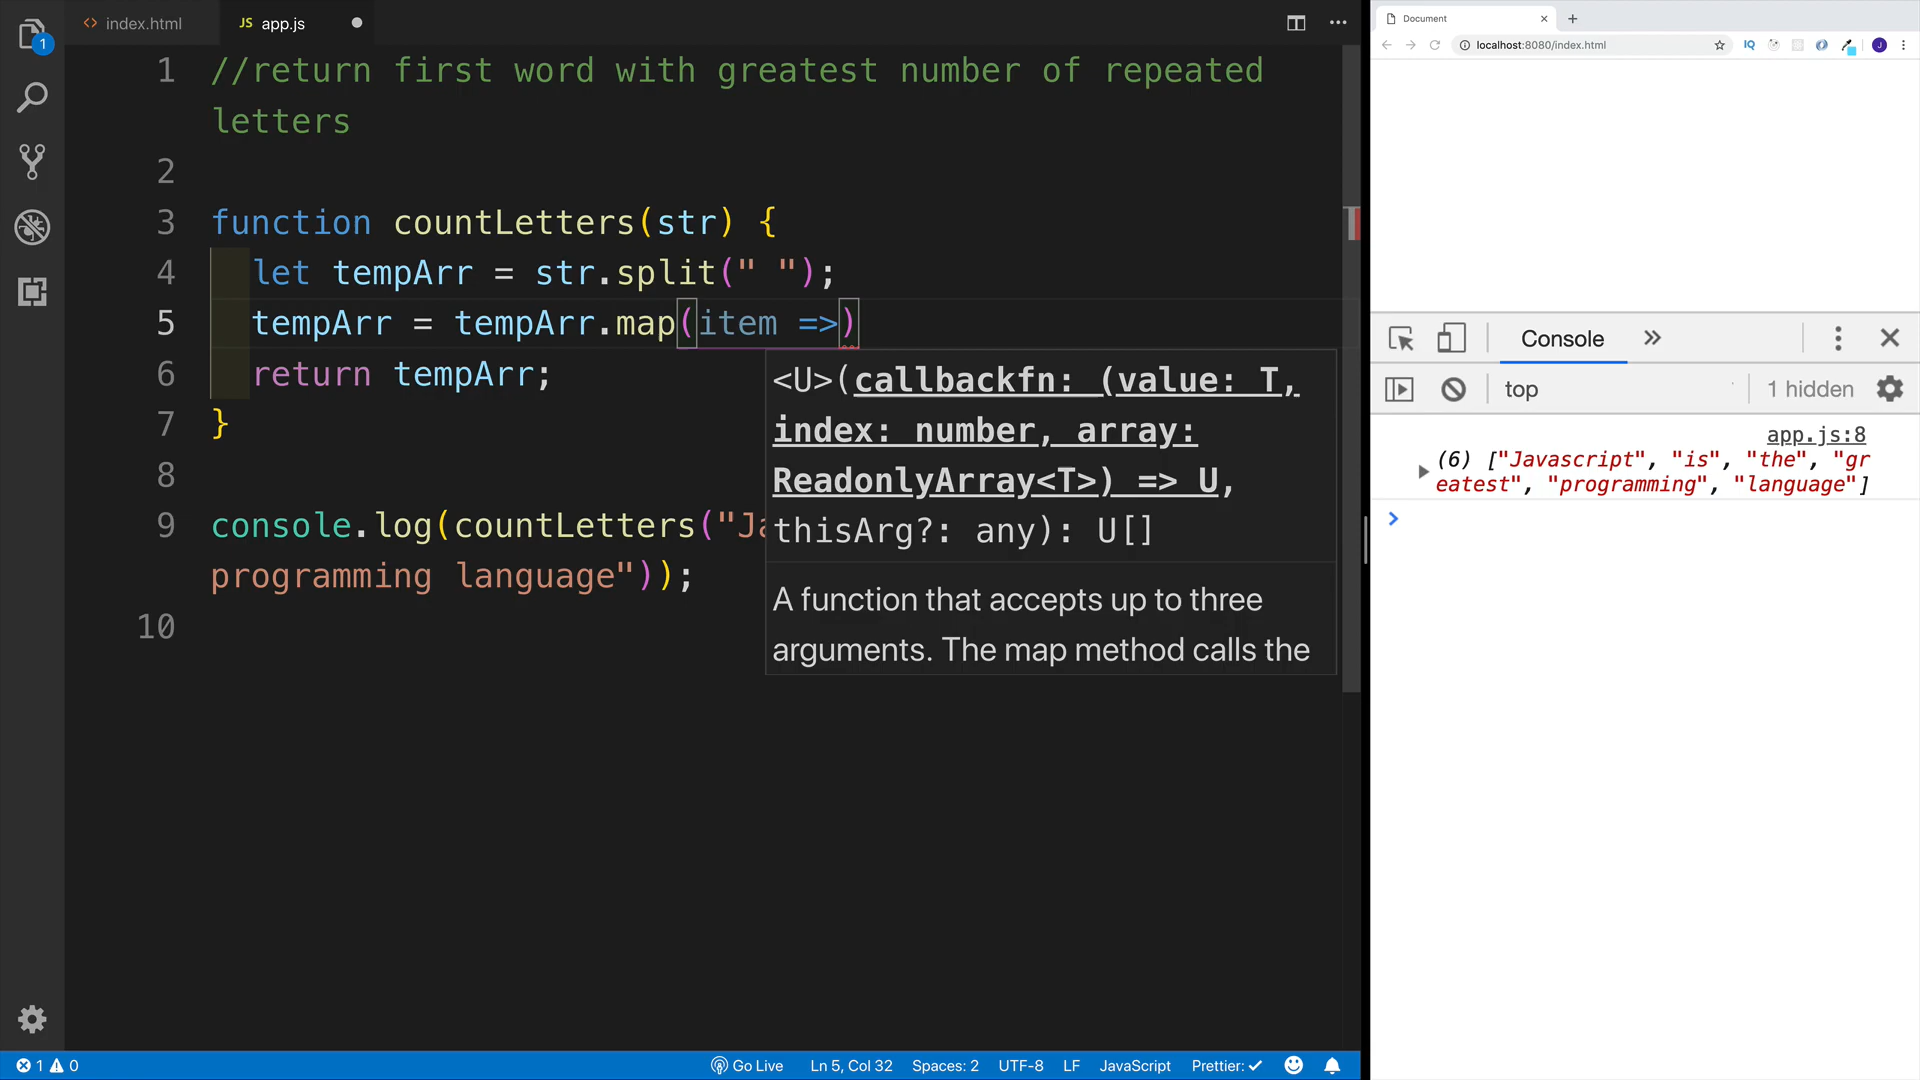 index.html
JS app.js
1 //return first word with greatest number of repeated
letters
2
3 function countLetters(str) {
4 let tempArr = str.split(" ");
5 tempArr = tempArr.map(item =>)
6 return tempArr;
7 }
8
9 console.log(countLetters("Ja
programming language"));
10
<U>(callbackfn: (value: T,
index: number, array:
ReadonlyArray<T>) => U,
thisArg?: any): U[]
A function that accepts up to three
arguments. The map method calls the
1
1 0
Go Live Ln 5, Col 32 Spaces: 2 UTF-8 LF JavaScript Prettier:
Document
localhost:8080/index.html
IQ
J
Console
top
1 hidden
app.js:8
(6) ["Javascript", "is", "the", "gr
eatest", "programming", "language"]